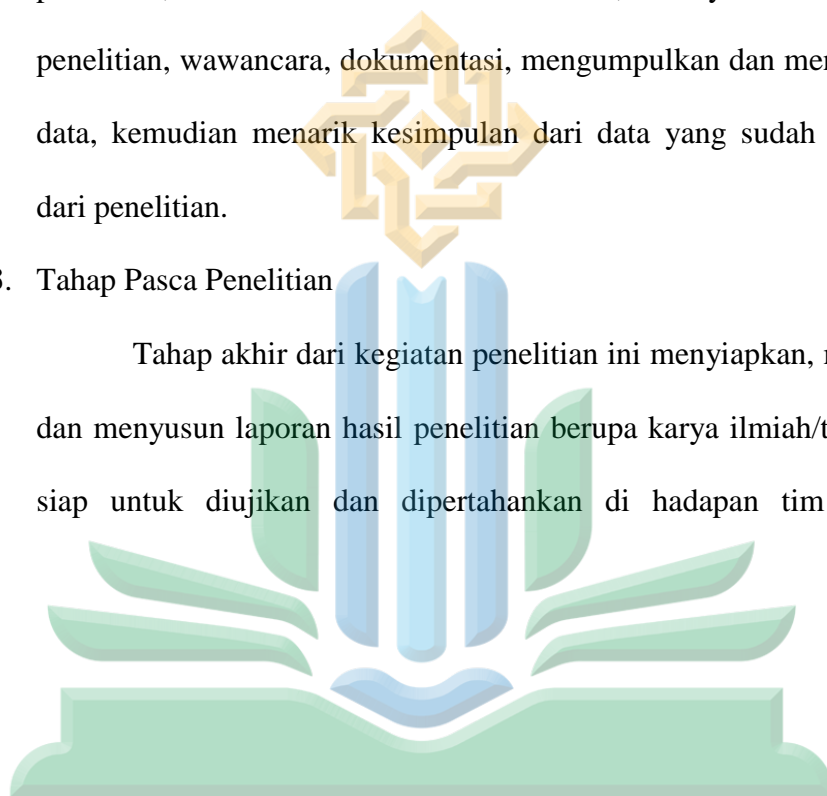 penelitian, wawancara, dokumentasi, mengumpulkan dan
data, kemudian menarik kesimpulan dari data yang sudah
dari penelitian.
3. Tahap Pasca Penelitian
Tahap akhir dari kegiatan penelitian ini menyiapkan,
dan menyusun laporan hasil penelitian berupa karya ilmiah/
siap untuk diujikan dan dipertahankan di hadapan tim